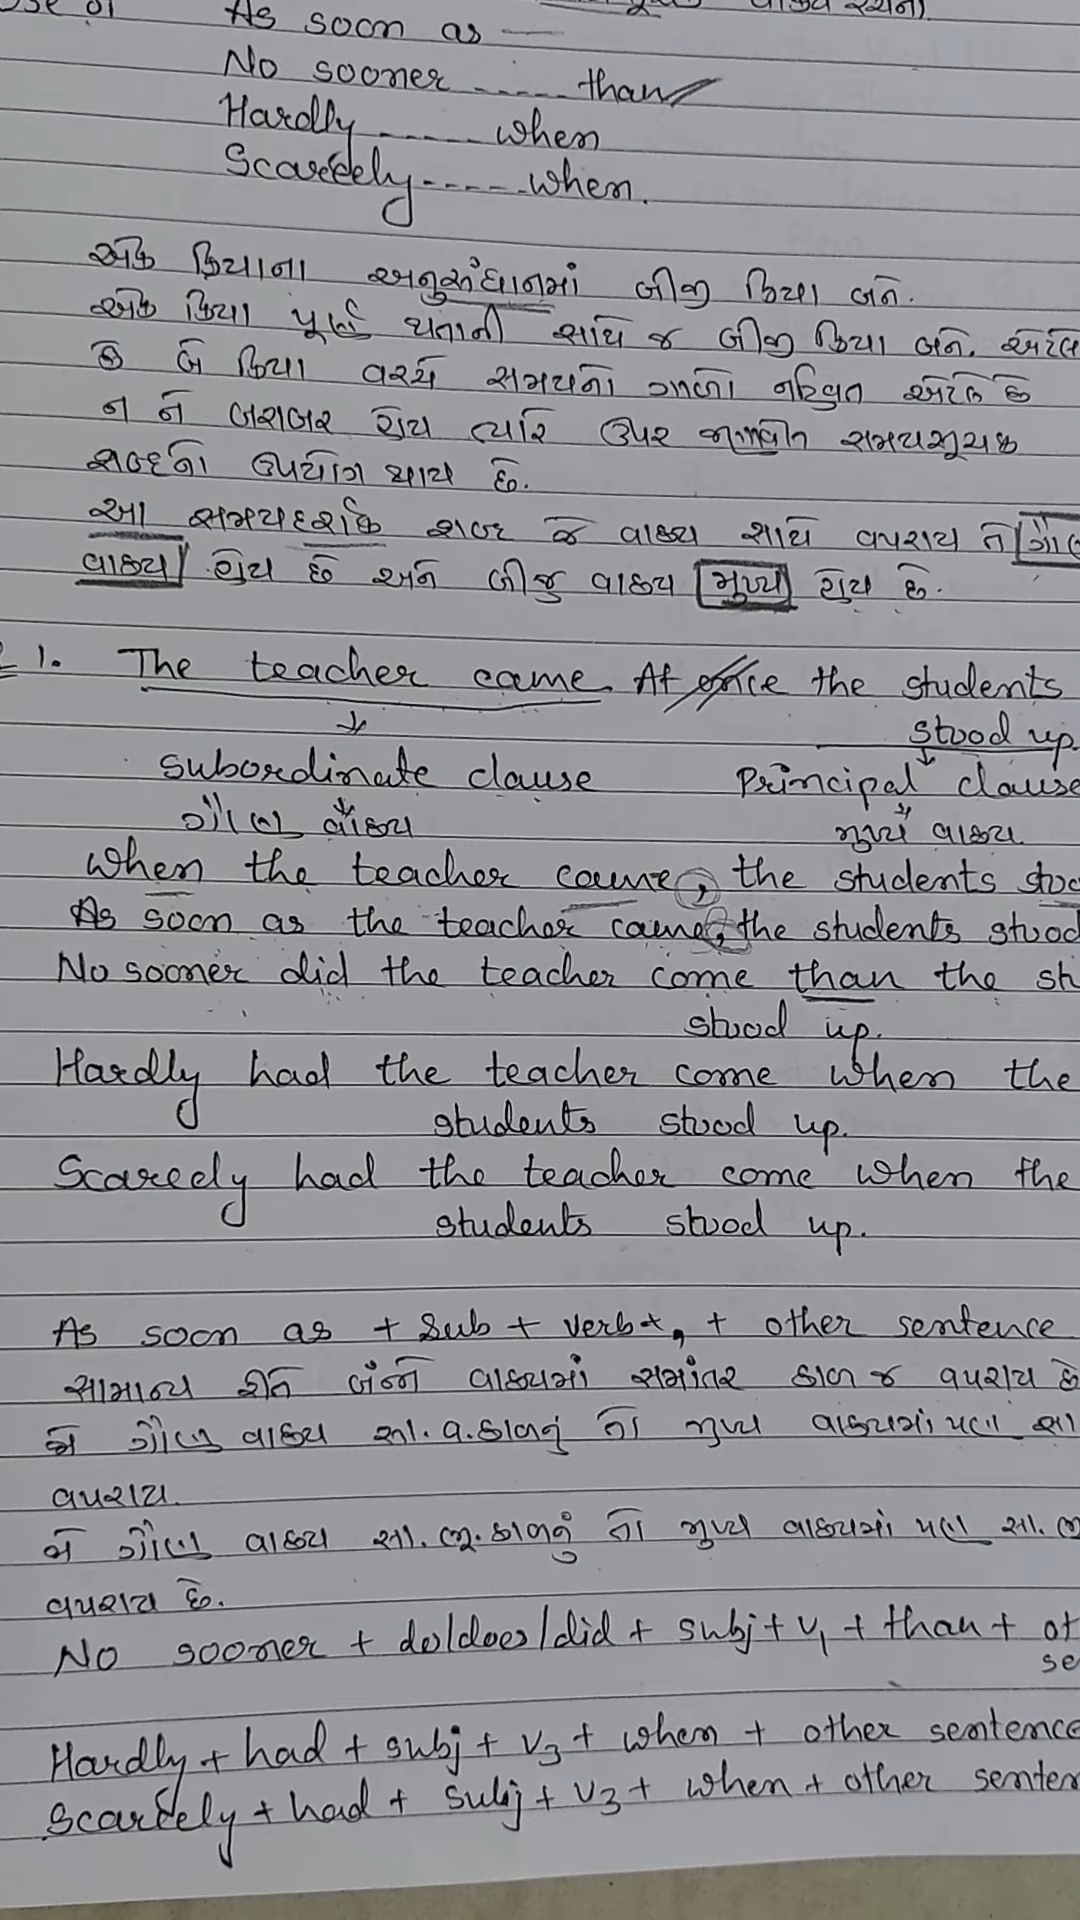 As soon as —
No sooner ...... than
Hardly ------ when
Scarcely ------ when.
એક ક્રિયાના અનુસંધાનમાં બીજી ક્રિયા બને.
એક ક્રિયા પૂર્ણ થતાની સાથે જ બીજી ક્રિયા બને.
કે બે ક્રિયા વચ્ચે સમયનો ગાળો નહિવત એટલે કે
ન ને બરાબર હોય ત્યારે ઉપર જણાવેલ સમયસૂચક
શબ્દનો ઉપયોગ થાય છે.
આ સમયદર્શક શબ્દ જે વાક્ય સાથે વપરાય તે
વાક્ય હોય છે અને બીજુ વાક્ય મુખ્ય હોય છે.
1. The teacher came. At once the students
stood up.
Subordinate clause Principal clause
ગૌણ વાક્ય મુખ્ય વાક્ય
When the teacher came, the students
As soon as the teacher came, the students stood
No sooner did the teacher come than the
stood up.
Hardly had the teacher come when the
students stood up.
Scarcely had the teacher come when the
students stood up.
As soon as + Sub + verb+, + other sentence
સામાન્ય રીતે બંન્ને વાક્યમાં સમાંતર કાળ જ વપરાય છે
જો ગૌણ વાક્ય સા. વ. કાળનું તો મુખ્ય વાક્યમાં પણ સા.
વપરાય.
જો ગૌણ વાક્ય સા. ભૂ. કાળનું તો મુખ્ય વાક્યમાં પણ સા. ભૂ
વપરાય છે.
No sooner + do/does/did + subj + V1 + than +
Hardly + had + subj + V3 + when + other sentence
Scarcely + had + subj + V3 + when + other